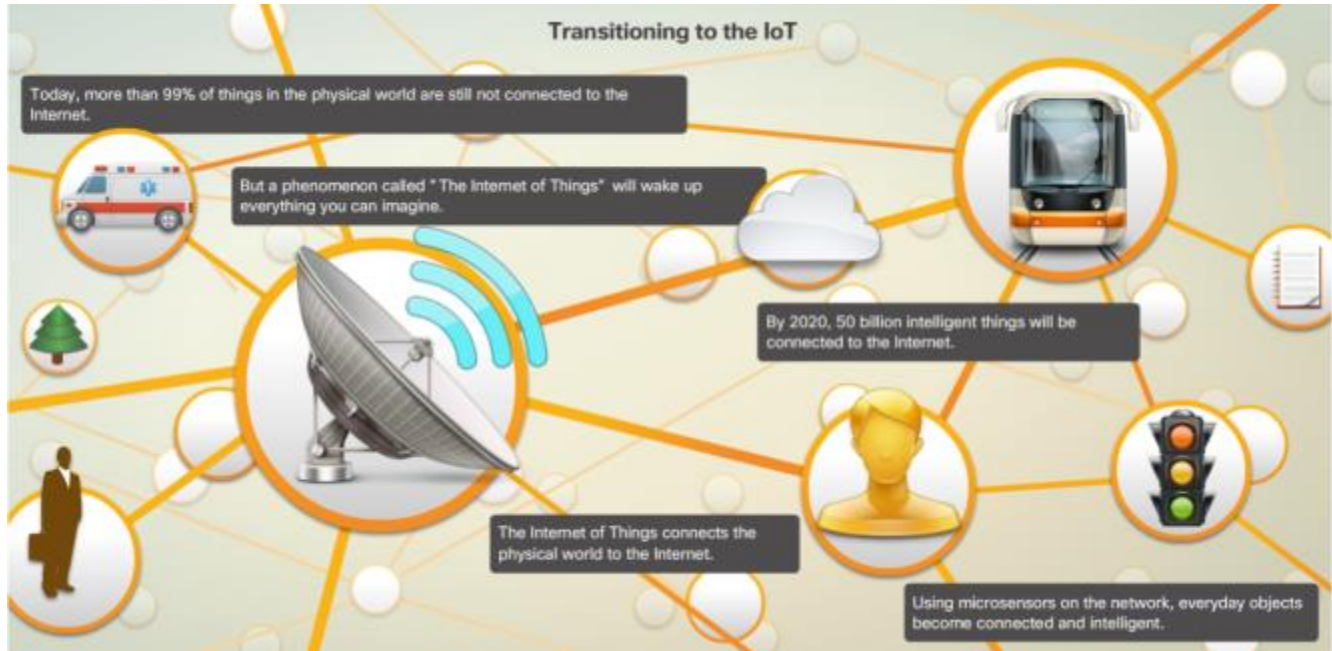 Transitioning to the IoT
Today, more than 99% of things in the physical world are still not connected to the
Internet.
But a phenomenon called "The Internet of Things" will wake up
everything you can imagine.
By 2020, 50 billion intelligent things will be
connected to the Internet.
The Internet of Things connects the
physical world to the Internet.
Using microsensors on the network, everyday objects
become connected and intelligent.